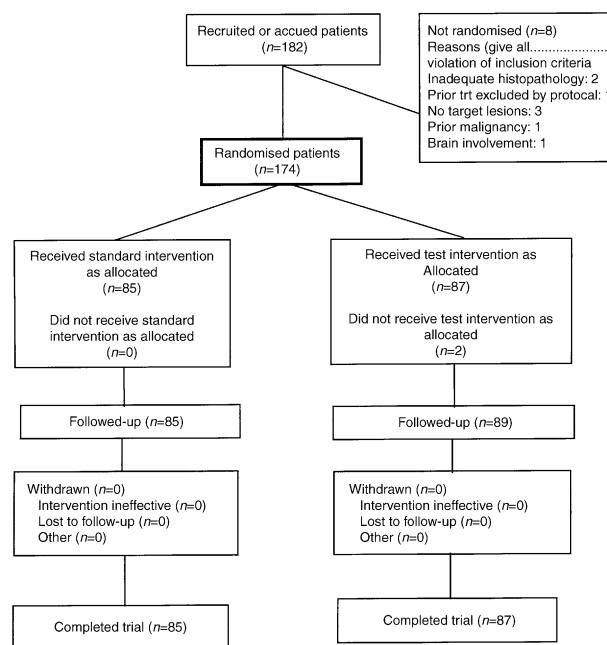 Recruited or accued patients
(n=182)
Not randomised (n=8)
Reasons (give all.....................
violation of inclusion criteria
Inadequate histopathology: 2
Prior trt excluded by protocal:
No target lesions: 3
Prior malignancy: 1
Brain involvement: 1
Randomised patients
(n=174)
Received standard intervention
as allocated
(n=85)
Did not receive standard
intervention as allocated
(n=0)
Received test intervention as
Allocated
(n=87)
Did not receive test intervention as
allocated
(n=2)
Followed-up (n=85)
Followed-up (n=89)
Withdrawn (n=0)
Intervention ineffective (n=0)
Lost to follow-up (n=0)
Other (n=0)
Withdrawn (n=0)
Intervention ineffective (n=0)
Lost to follow-up (n=0)
Other (n=0)
Completed trial (n=85)
Completed trial (n=87)